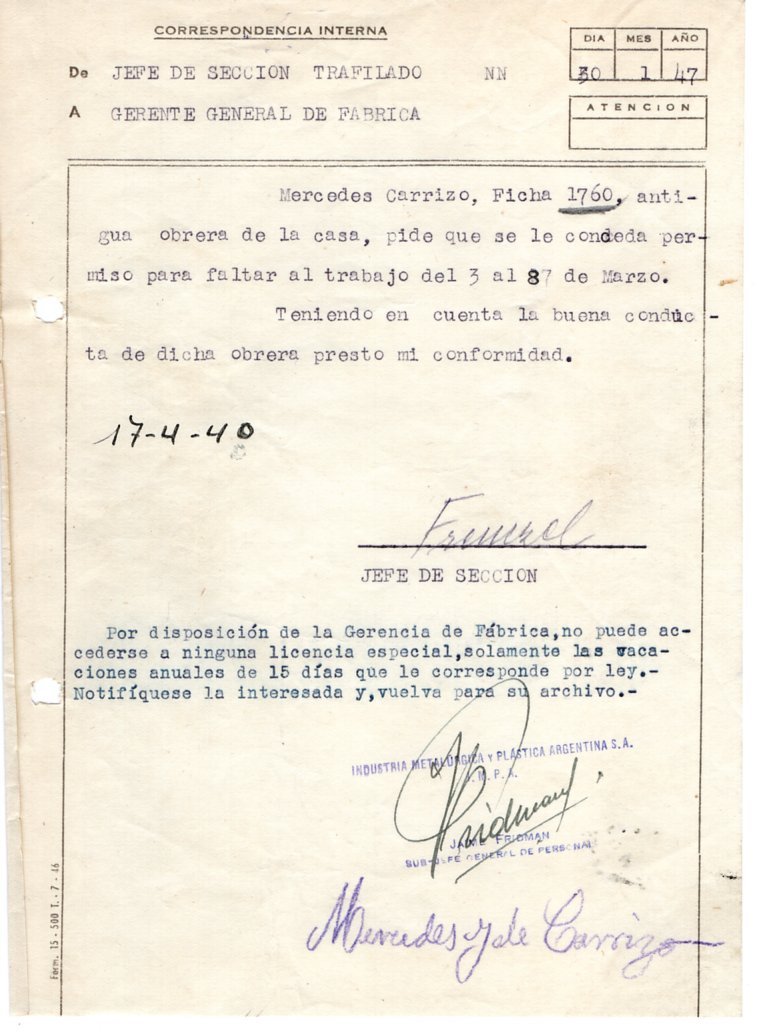 CORRESPONDENCIA INTERNA
DIA MES AÑO
De JEFE DE SECCION TRAFILADO NN
30 1 47
A GERENTE GENERAL DE FABRICA
ATENCION
Mercedes Carrizo, Ficha 1760, anti-
gua obrera de la casa, pide que se le condeda per-
miso para faltar al trabajo del 3 al 87 de Marzo.
Teniendo en cuenta la buena conduc-
ta de dicha obrera presto mi conformidad.
17-4-40
JEFE DE SECCION
Por disposición de la Gerencia de Fábrica,no puede ac-
cederse a ninguna licencia especial,solamente las vaca-
ciones anuales de 15 días que le corresponde por ley.-
Notifíquese la interesada y,vuelva para su archivo.-
INDUSTRIA METALÚRGICA Y PLÁSTICA ARGENTINA S.A.
I.M.P.A.
Fridman
JAIME FRIDMAN
SUB-JEFE GENERAL DE PERSONAL
Mercedes y de Carrizo
Form. 15 - 500 T. - 7 - 46